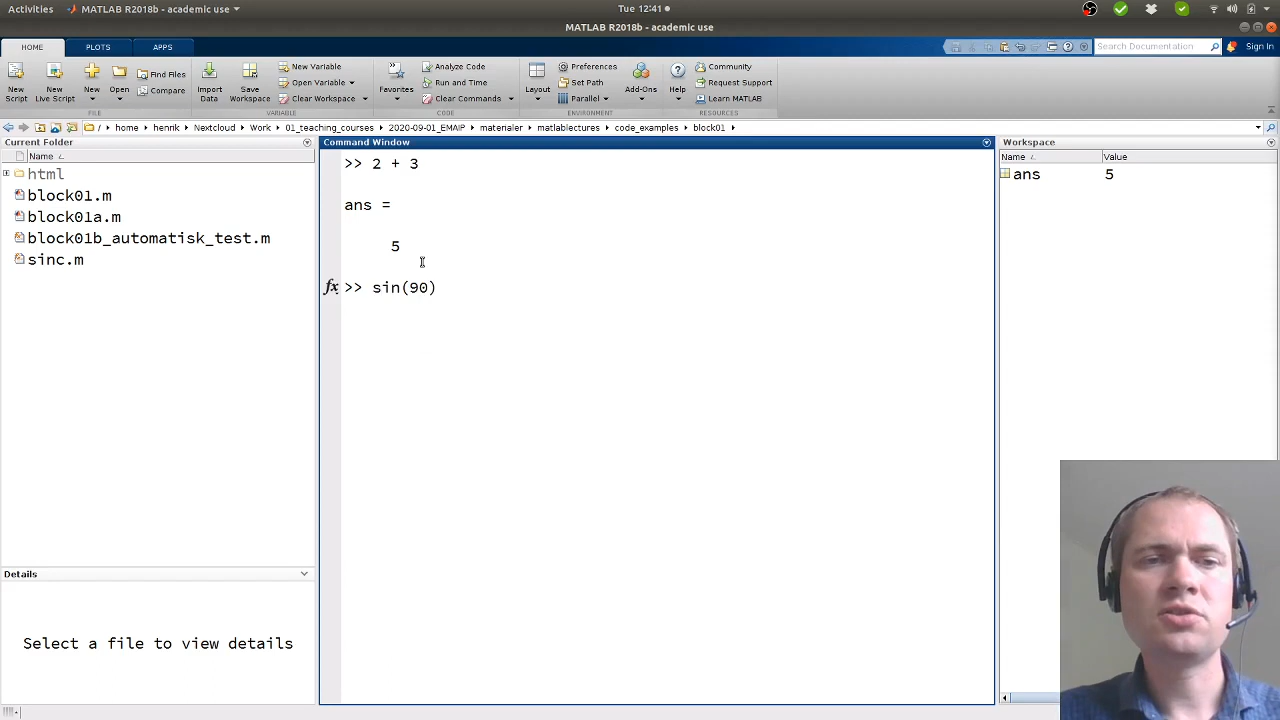 Activities MATLAB R2018b - academic use Tue 12:41
MATLAB R2018b - academic use
HOME PLOTS APPS Search Documentation Sign In
New Script
New Live Script
New
Open
Find Files
Compare
FILE
Import Data
Save Workspace
New Variable
Open Variable
Clear Workspace
VARIABLE
Favorites
Analyze Code
Run and Time
Clear Commands
CODE
Layout
Preferences
Set Path
Parallel
Add-Ons
ENVIRONMENT
Help
Community
Request Support
Learn MATLAB
RESOURCES
/ home henrik Nextcloud Work 01_teaching_courses 2020-09-01_EMAIP materialer matlablectures code_examples block01
Current Folder
Name
html
block01.m
block01a.m
block01b_automatisk_test.m
sinc.m
Details
Select a file to view details
Command Window
>> 2 + 3
ans =
5
fx >> sin(90)
Workspace
Name Value
ans 5